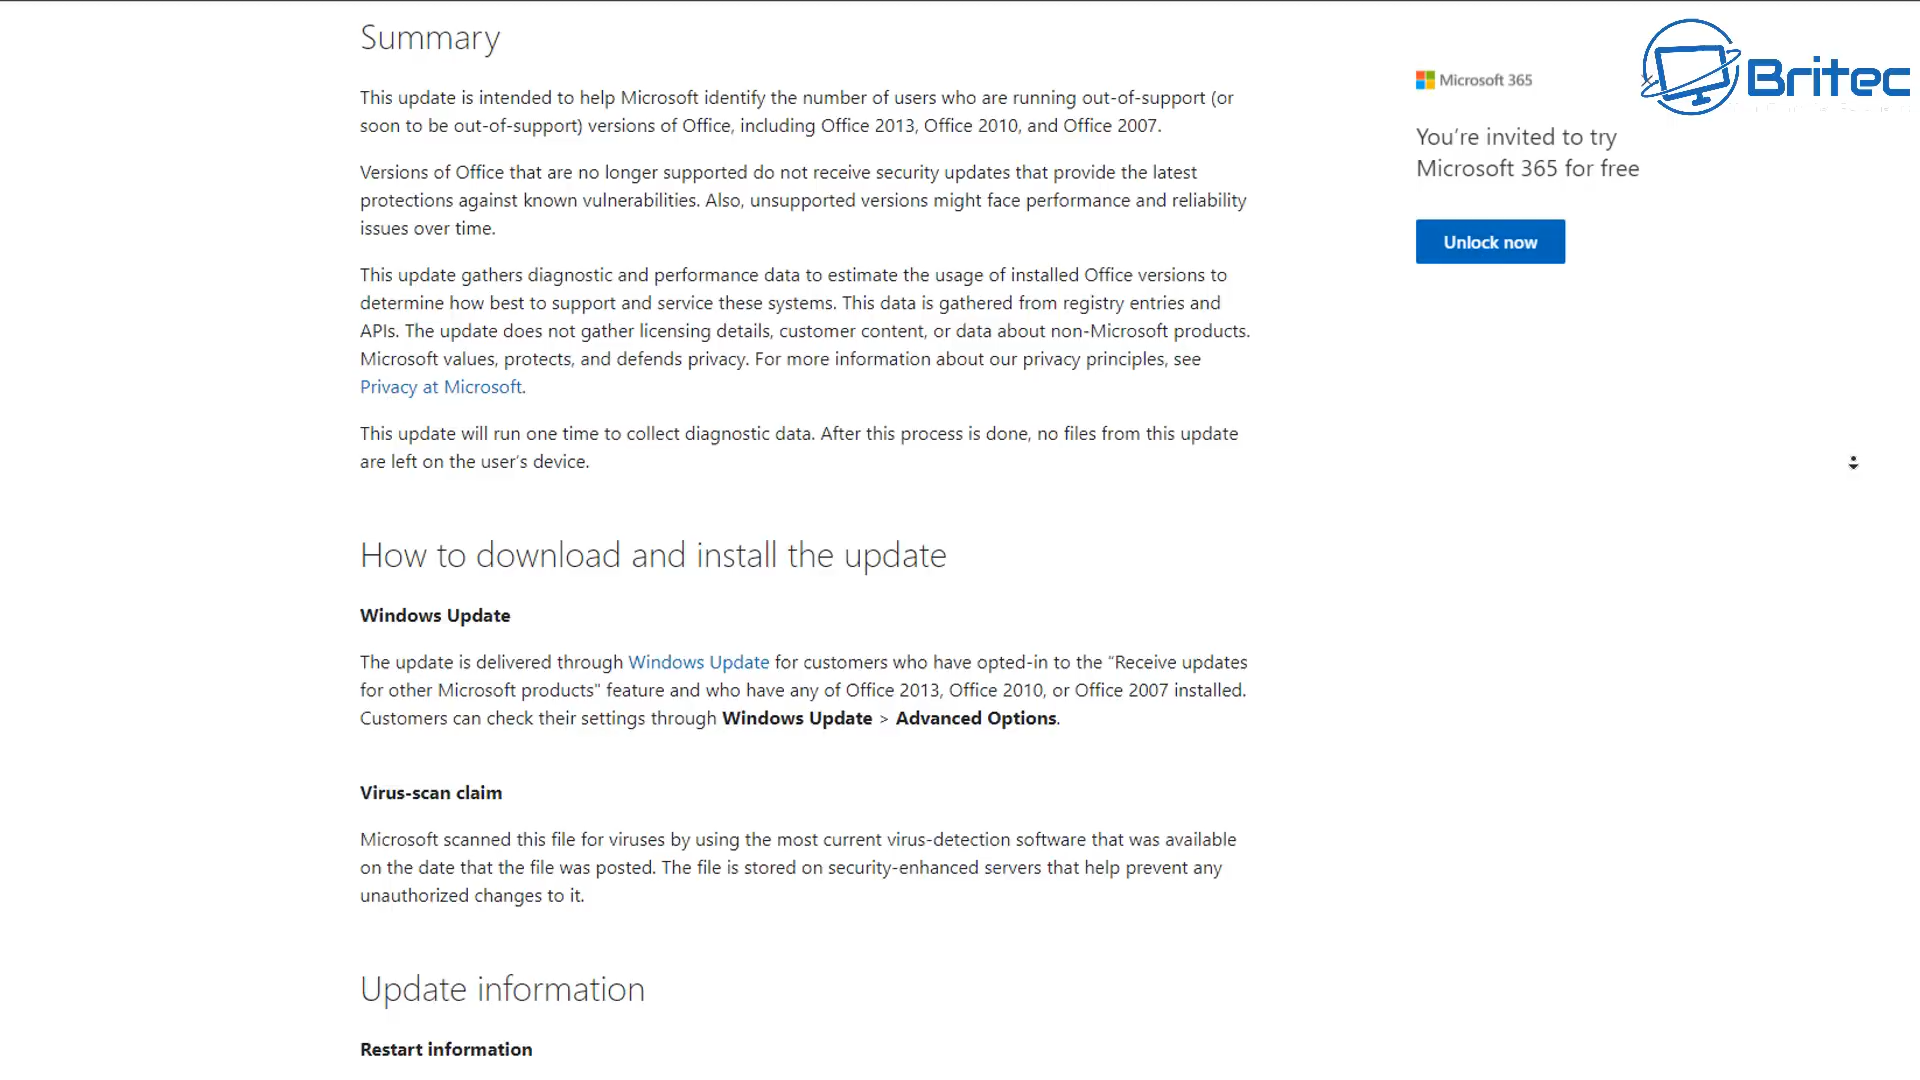 Summary
This update is intended to help Microsoft identify the number of users who are running out-of-support (or
soon to be out-of-support) versions of Office, including Office 2013, Office 2010, and Office 2007.
Versions of Office that are no longer supported do not receive security updates that provide the latest
protections against known vulnerabilities. Also, unsupported versions might face performance and reliability
issues over time.
This update gathers diagnostic and performance data to estimate the usage of installed Office versions to
determine how best to support and service these systems. This data is gathered from registry entries and
APIs. The update does not gather licensing details, customer content, or data about non-Microsoft products.
Microsoft values, protects, and defends privacy. For more information about our privacy principles, see
Privacy at Microsoft.
This update will run one time to collect diagnostic data. After this process is done, no files from this update
are left on the user's device.
How to download and install the update
Windows Update
The update is delivered through Windows Update for customers who have opted-in to the “Receive updates
for other Microsoft products” feature and who have any of Office 2013, Office 2010, or Office 2007 installed.
Customers can check their settings through Windows Update > Advanced Options.
Virus-scan claim
Microsoft scanned this file for viruses by using the most current virus-detection software that was available
on the date that the file was posted. The file is stored on security-enhanced servers that help prevent any
unauthorized changes to it.
Update information
Restart information
Microsoft 365
You’re invited to try
Microsoft 365 for free
Unlock now
Britec